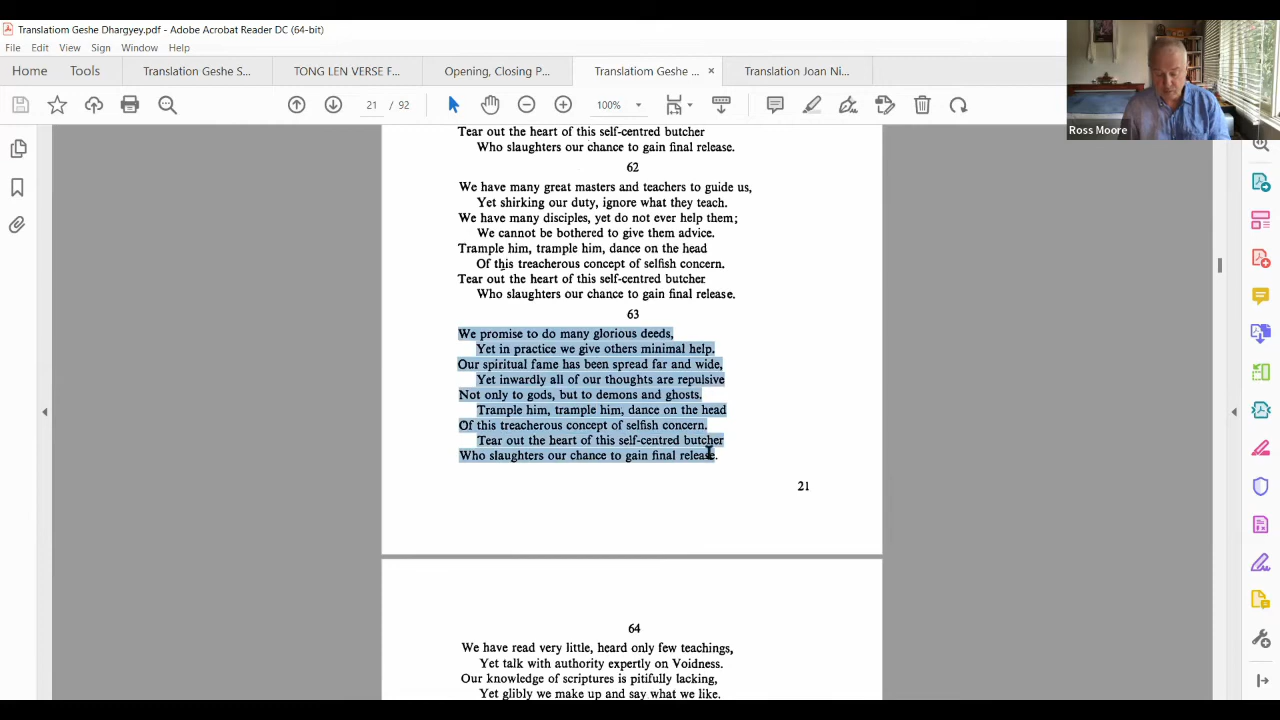 Translatiom Geshe Dhargyey.pdf - Adobe Acrobat Reader DC (64-bit)
File Edit View Sign Window Help
Home Tools Translation Geshe S... TONG LEN VERSE F... Opening, Closing P... Translatiom Geshe ... × Translation Joan Ni...
21 / 92 100%
Ross Moore
Tear out the heart of this self-centred butcher
Who slaughters our chance to gain final release.
62
We have many great masters and teachers to guide us,
Yet shirking our duty, ignore what they teach.
We have many disciples, yet do not ever help them;
We cannot be bothered to give them advice.
Trample him, trample him, dance on the head
Of this treacherous concept of selfish concern.
Tear out the heart of this self-centred butcher
Who slaughters our chance to gain final release.
63
We promise to do many glorious deeds,
Yet in practice we give others minimal help.
Our spiritual fame has been spread far and wide,
Yet inwardly all of our thoughts are repulsive
Not only to gods, but to demons and ghosts.
Trample him, trample him, dance on the head
Of this treacherous concept of selfish concern.
Tear out the heart of this self-centred butcher
Who slaughters our chance to gain final release.
21
64
We have read very little, heard only few teachings,
Yet talk with authority expertly on Voidness.
Our knowledge of scriptures is pitifully lacking,
Yet glibly we make up and say what we like.